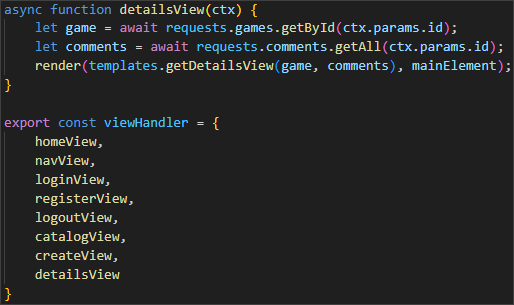 async function detailsView(ctx) {
    let game = await requests.games.getById(ctx.params.id);
    let comments = await requests.comments.getAll(ctx.params.id);
    render(templates.getDetailsView(game, comments), mainElement);
}

export const viewHandler = {
    homeView,
    navView,
    loginView,
    registerView,
    logoutView,
    catalogView,
    createView,
    detailsView
}